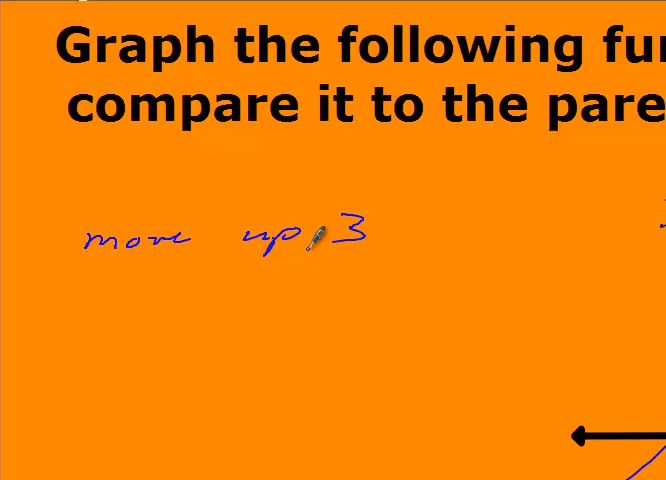 Graph the following fu
compare it to the pare
move up 3